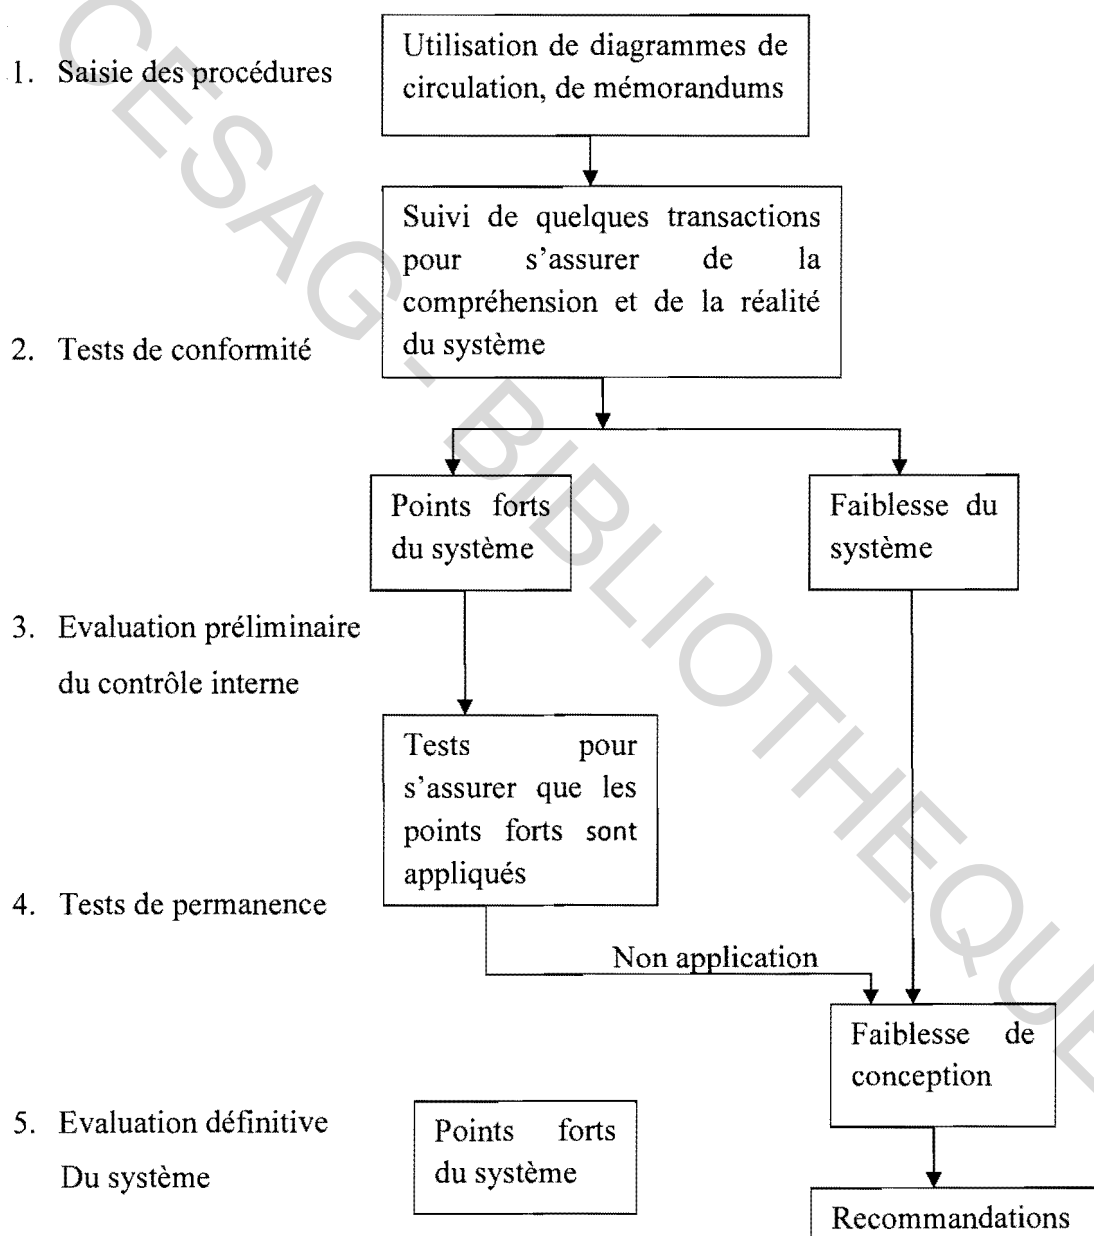 Utilisation de diagrammes de
circulation, de mémorandums
1. Saisie des procédures
Suivi de quelques transactions
pour s'assurer de la
compréhension et de la réalité
du système
2. Tests de conformité
Points forts
du système
Faiblesse du
système
3. Evaluation préliminaire
du contrôle interne
Tests pour
s'assurer que les
points forts sont
appliqués
4. Tests de permanence
Non application
Faiblesse de
conception
5. Evaluation définitive
Du système
Points forts
du système
Recommandations
CESAG - BIBLIOTHEQUE